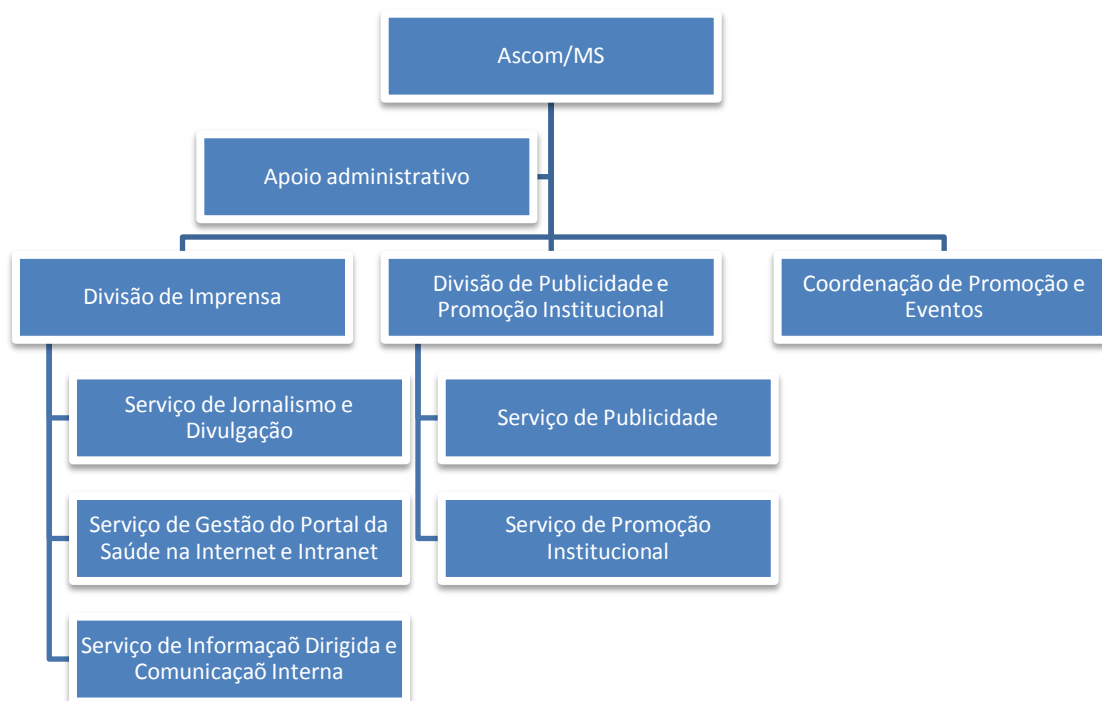 Ascom/MS
Apoio administrativo
Divisão de Imprensa
Divisão de Publicidade e
Promoção Institucional
Coordenação de Promoção e
Eventos
Serviço de Jornalismo e
Divulgação
Serviço de Publicidade
Serviço de Gestão do Portal da
Saúde na Internet e Intranet
Serviço de Promoção
Institucional
Serviço de Informaçaõ Dirigida e
Comunicaçaõ Interna